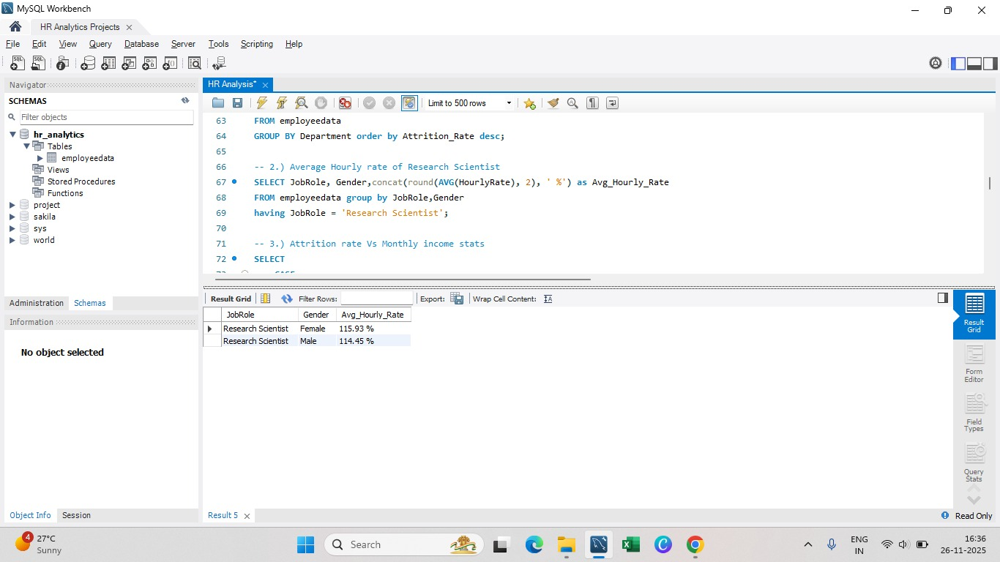 MySQL Workbench
HR Analytics Projects
File Edit View Query Database Server Tools Scripting Help
Navigator
SCHEMAS
Filter objects
hr_analytics
Tables
employeedata
Views
Stored Procedures
Functions
project
sakila
sys
world
Administration Schemas
Information
No object selected
Object Info Session
HR Analysis*
Limit to 500 rows
63 FROM employeedata
64 GROUP BY Department order by Attrition_Rate desc;
65
66 -- 2.) Average Hourly rate of Research Scientist
67 SELECT JobRole, Gender,concat(round(AVG(HourlyRate), 2), ' %') as Avg_Hourly_Rate
68 FROM employeedata group by JobRole,Gender
69 having JobRole = 'Research Scientist';
70
71 -- 3.) Attrition rate Vs Monthly income stats
72 SELECT
Result Grid Filter Rows: Export: Wrap Cell Content:
JobRole Gender Avg_Hourly_Rate
Research Scientist Female 115.93 %
Research Scientist Male 114.45 %
Result Grid
Form Editor
Field Types
Query Stats
Result 5
Read Only
4
27°C
Sunny
Search
ENG
IN
16:36
26-11-2025